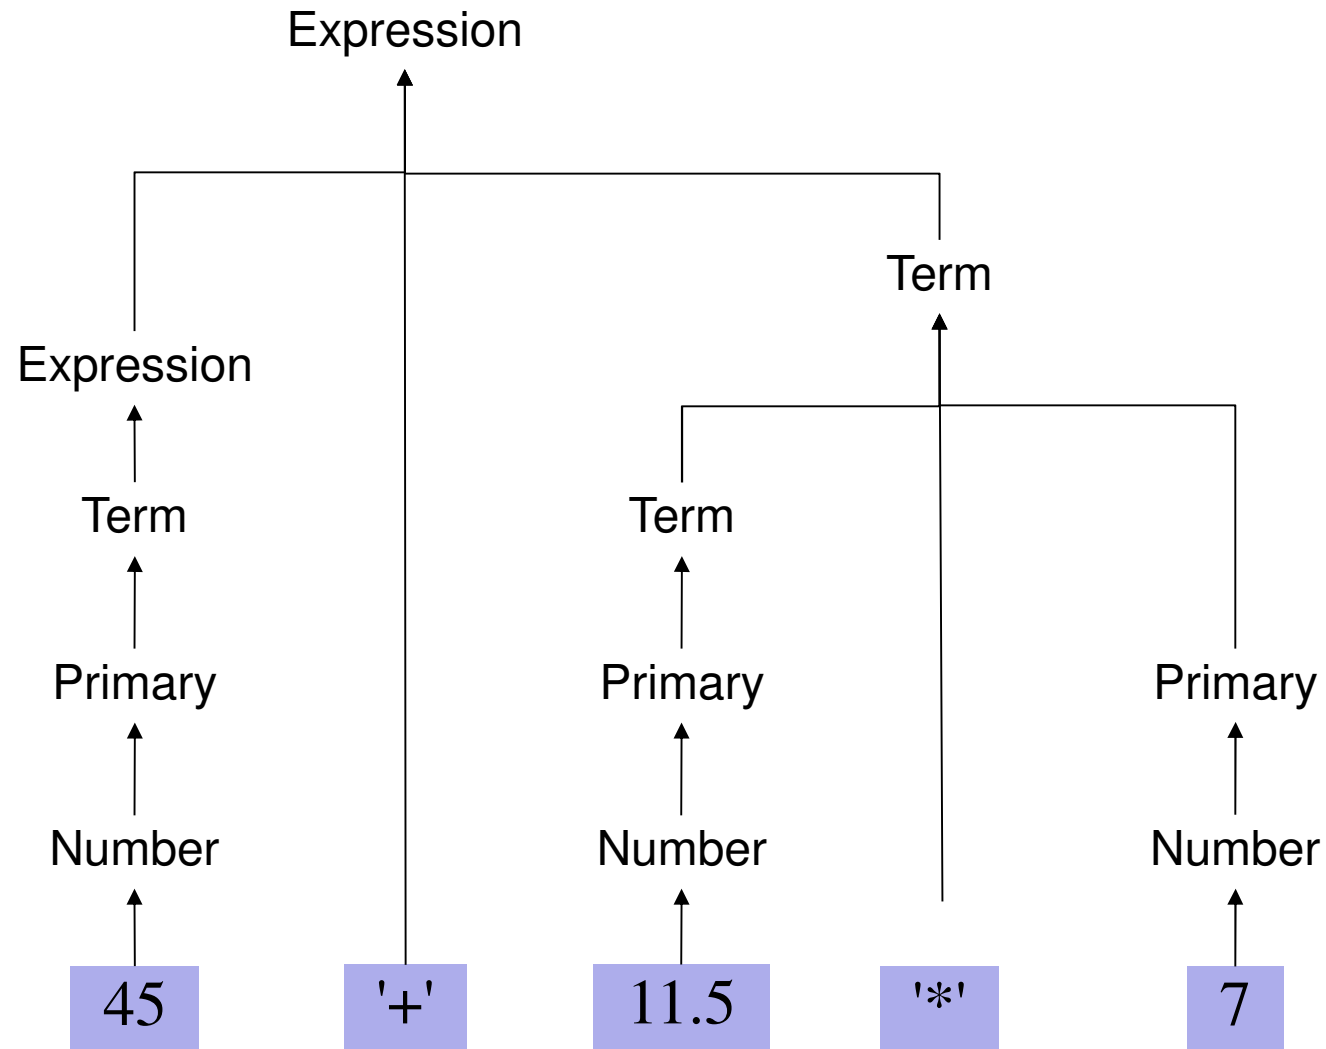 Expression
Term
Expression
Term Term
Primary Primary Primary
Number Number Number
45 '+' 11.5 '*' 7